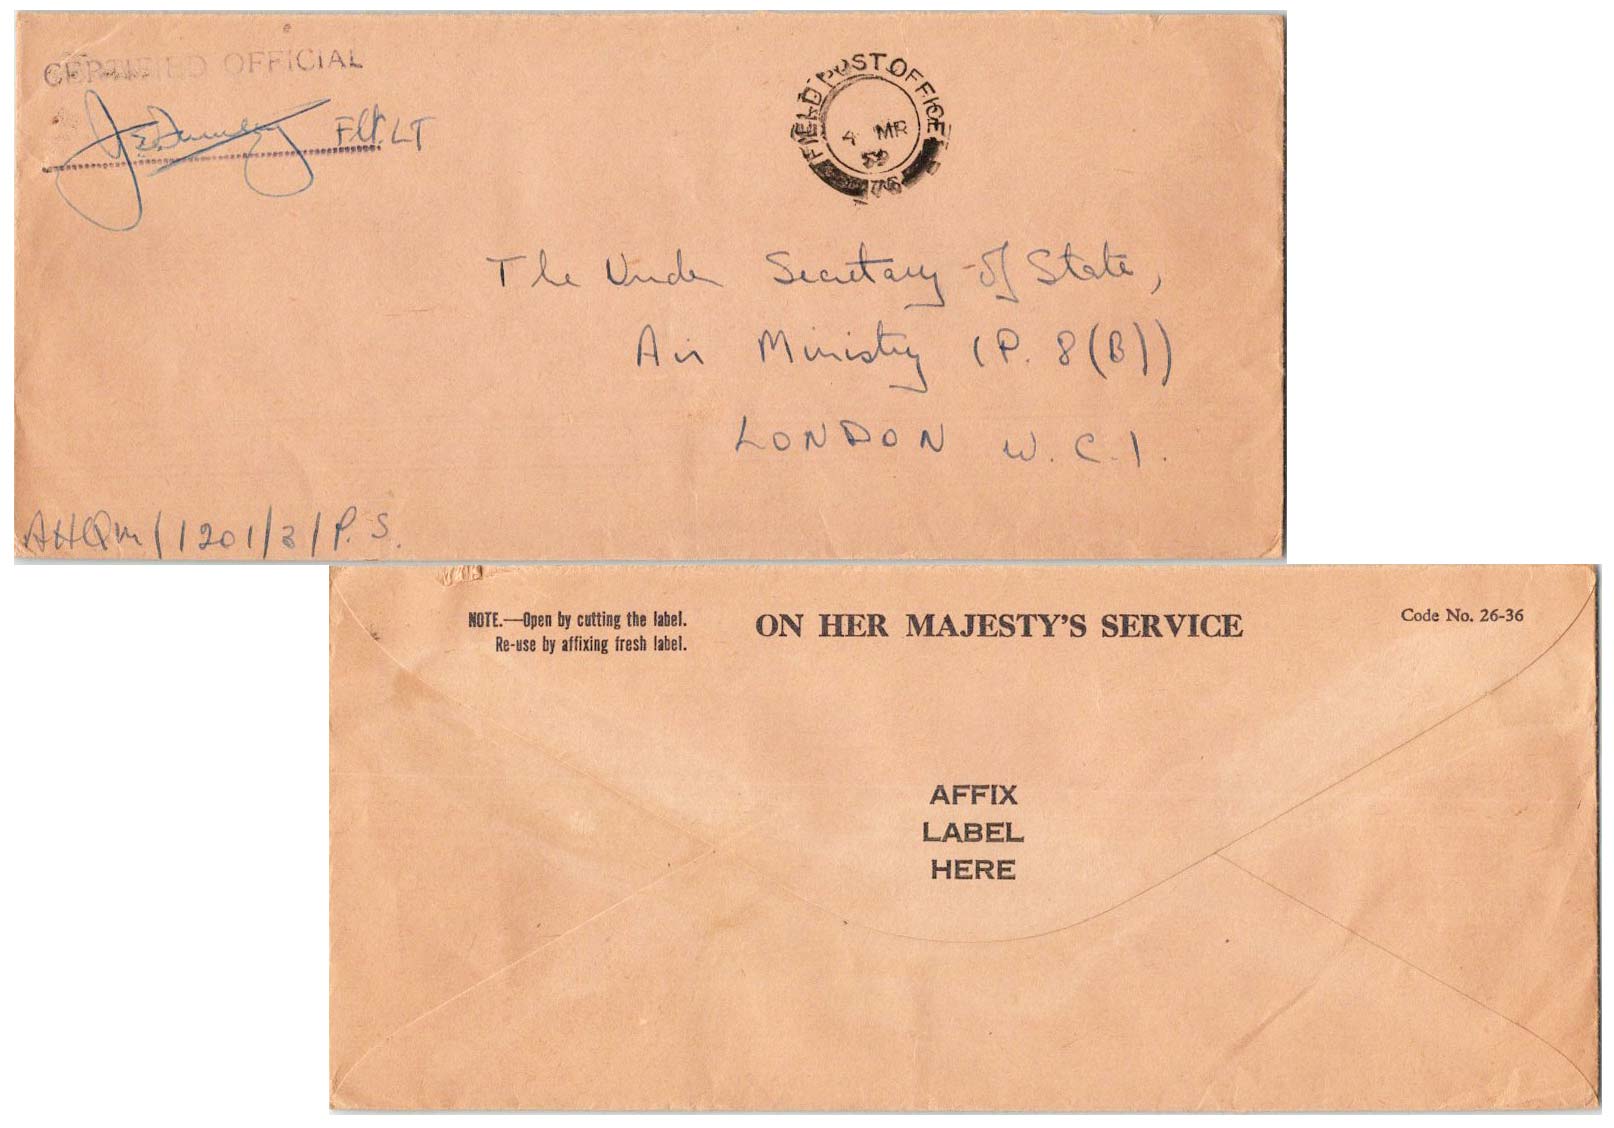 CERTIFIED OFFICIAL
Flt. LT
FIELD POST OFFICE
4 MR
59
The Under Secretary of State,
Air Ministry (P. 8 (B))
LONDON W.C.1.
AHQM/1201/3/P.S.
NOTE.—Open by cutting the label.
Re-use by affixing fresh label.
ON HER MAJESTY'S SERVICE
Code No. 26-36
AFFIX
LABEL
HERE